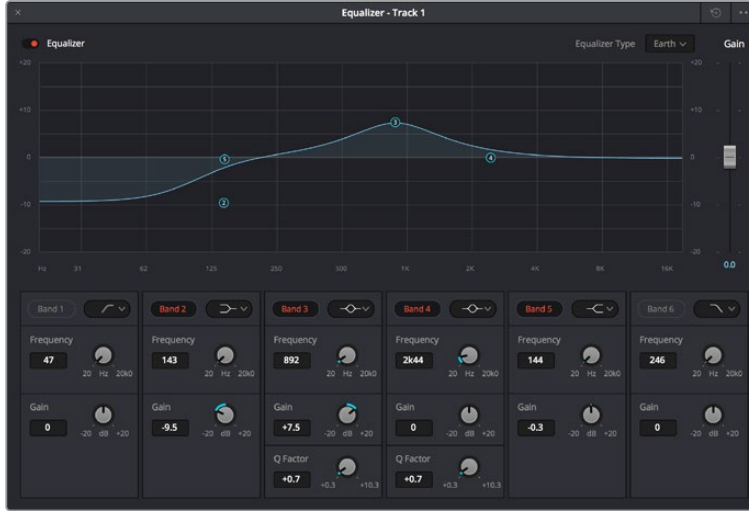 Equalizer - Track 1
Equalizer
Equalizer Type Earth Gain
+20 +20
+10 +10
0 0
-10 -10
-20 -20
Hz 31 62 125 250 500 1K 2K 4K 8K 16K
5 3 4 2
0.0
Band 1 Band 2 Band 3 Band 4 Band 5 Band 6
Frequency Frequency Frequency Frequency Frequency Frequency
47 143 892 2k44 144 246
20 Hz 20k0 20 Hz 20k0 20 Hz 20k0 20 Hz 20k0 20 Hz 20k0 20 Hz 20k0
Gain Gain Gain Gain Gain Gain
0 -9.5 +7.5 0 -0.3 0
-20 dB +20 -20 dB +20 -20 dB +20 -20 dB +20 -20 dB +20 -20 dB +20
Q Factor Q Factor
+0.7 +0.7
+0.3 +10.3 +0.3 +10.3